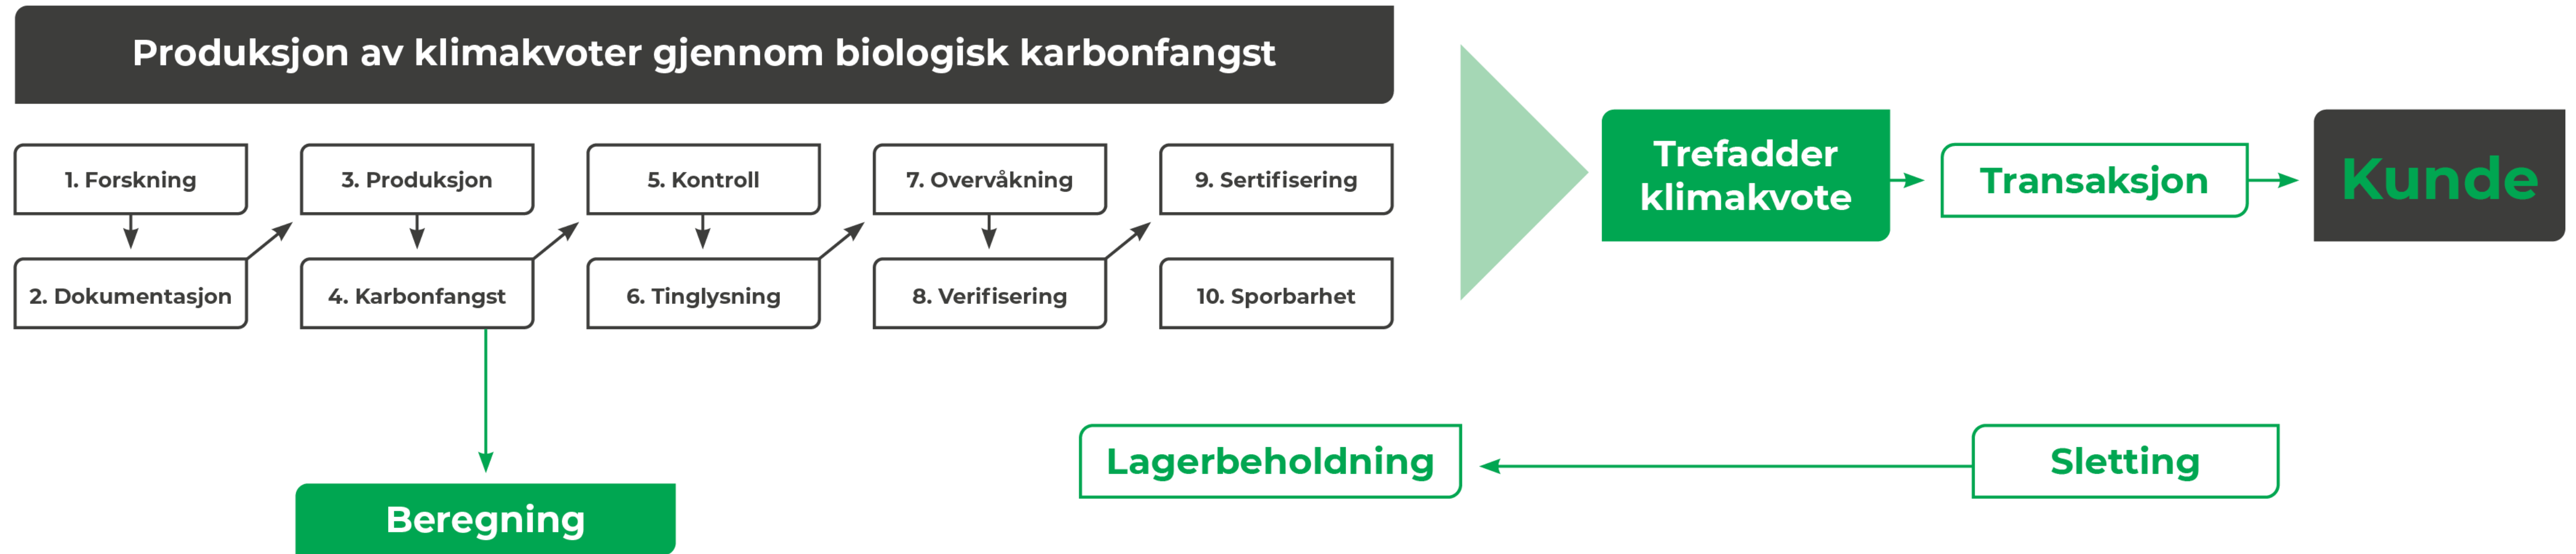 Produksjon av klimakvoter gjennom biologisk karbonfangst
1. Forskning
2. Dokumentasjon
3. Produksjon
4. Karbonfangst
5. Kontroll
6. Tinglysning
7. Overvåkning
8. Verifisering
9. Sertifisering
10. Sporbarhet
Trefadder
klimakvote
Transaksjon
Kunde
Beregning
Lagerbeholdning
Sletting